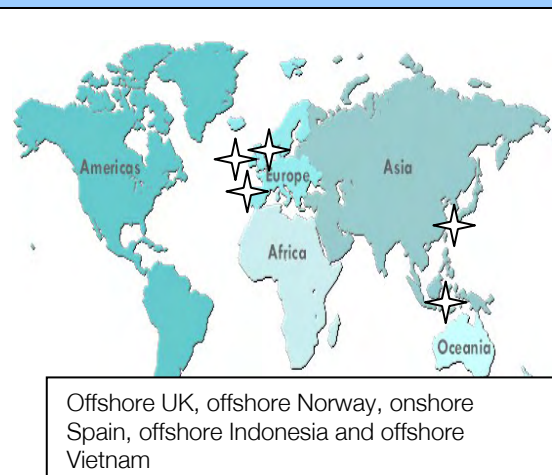 Americas
Europe
Asia
Africa
Oceania
Offshore UK, offshore Norway, onshore
Spain, offshore Indonesia and offshore
Vietnam